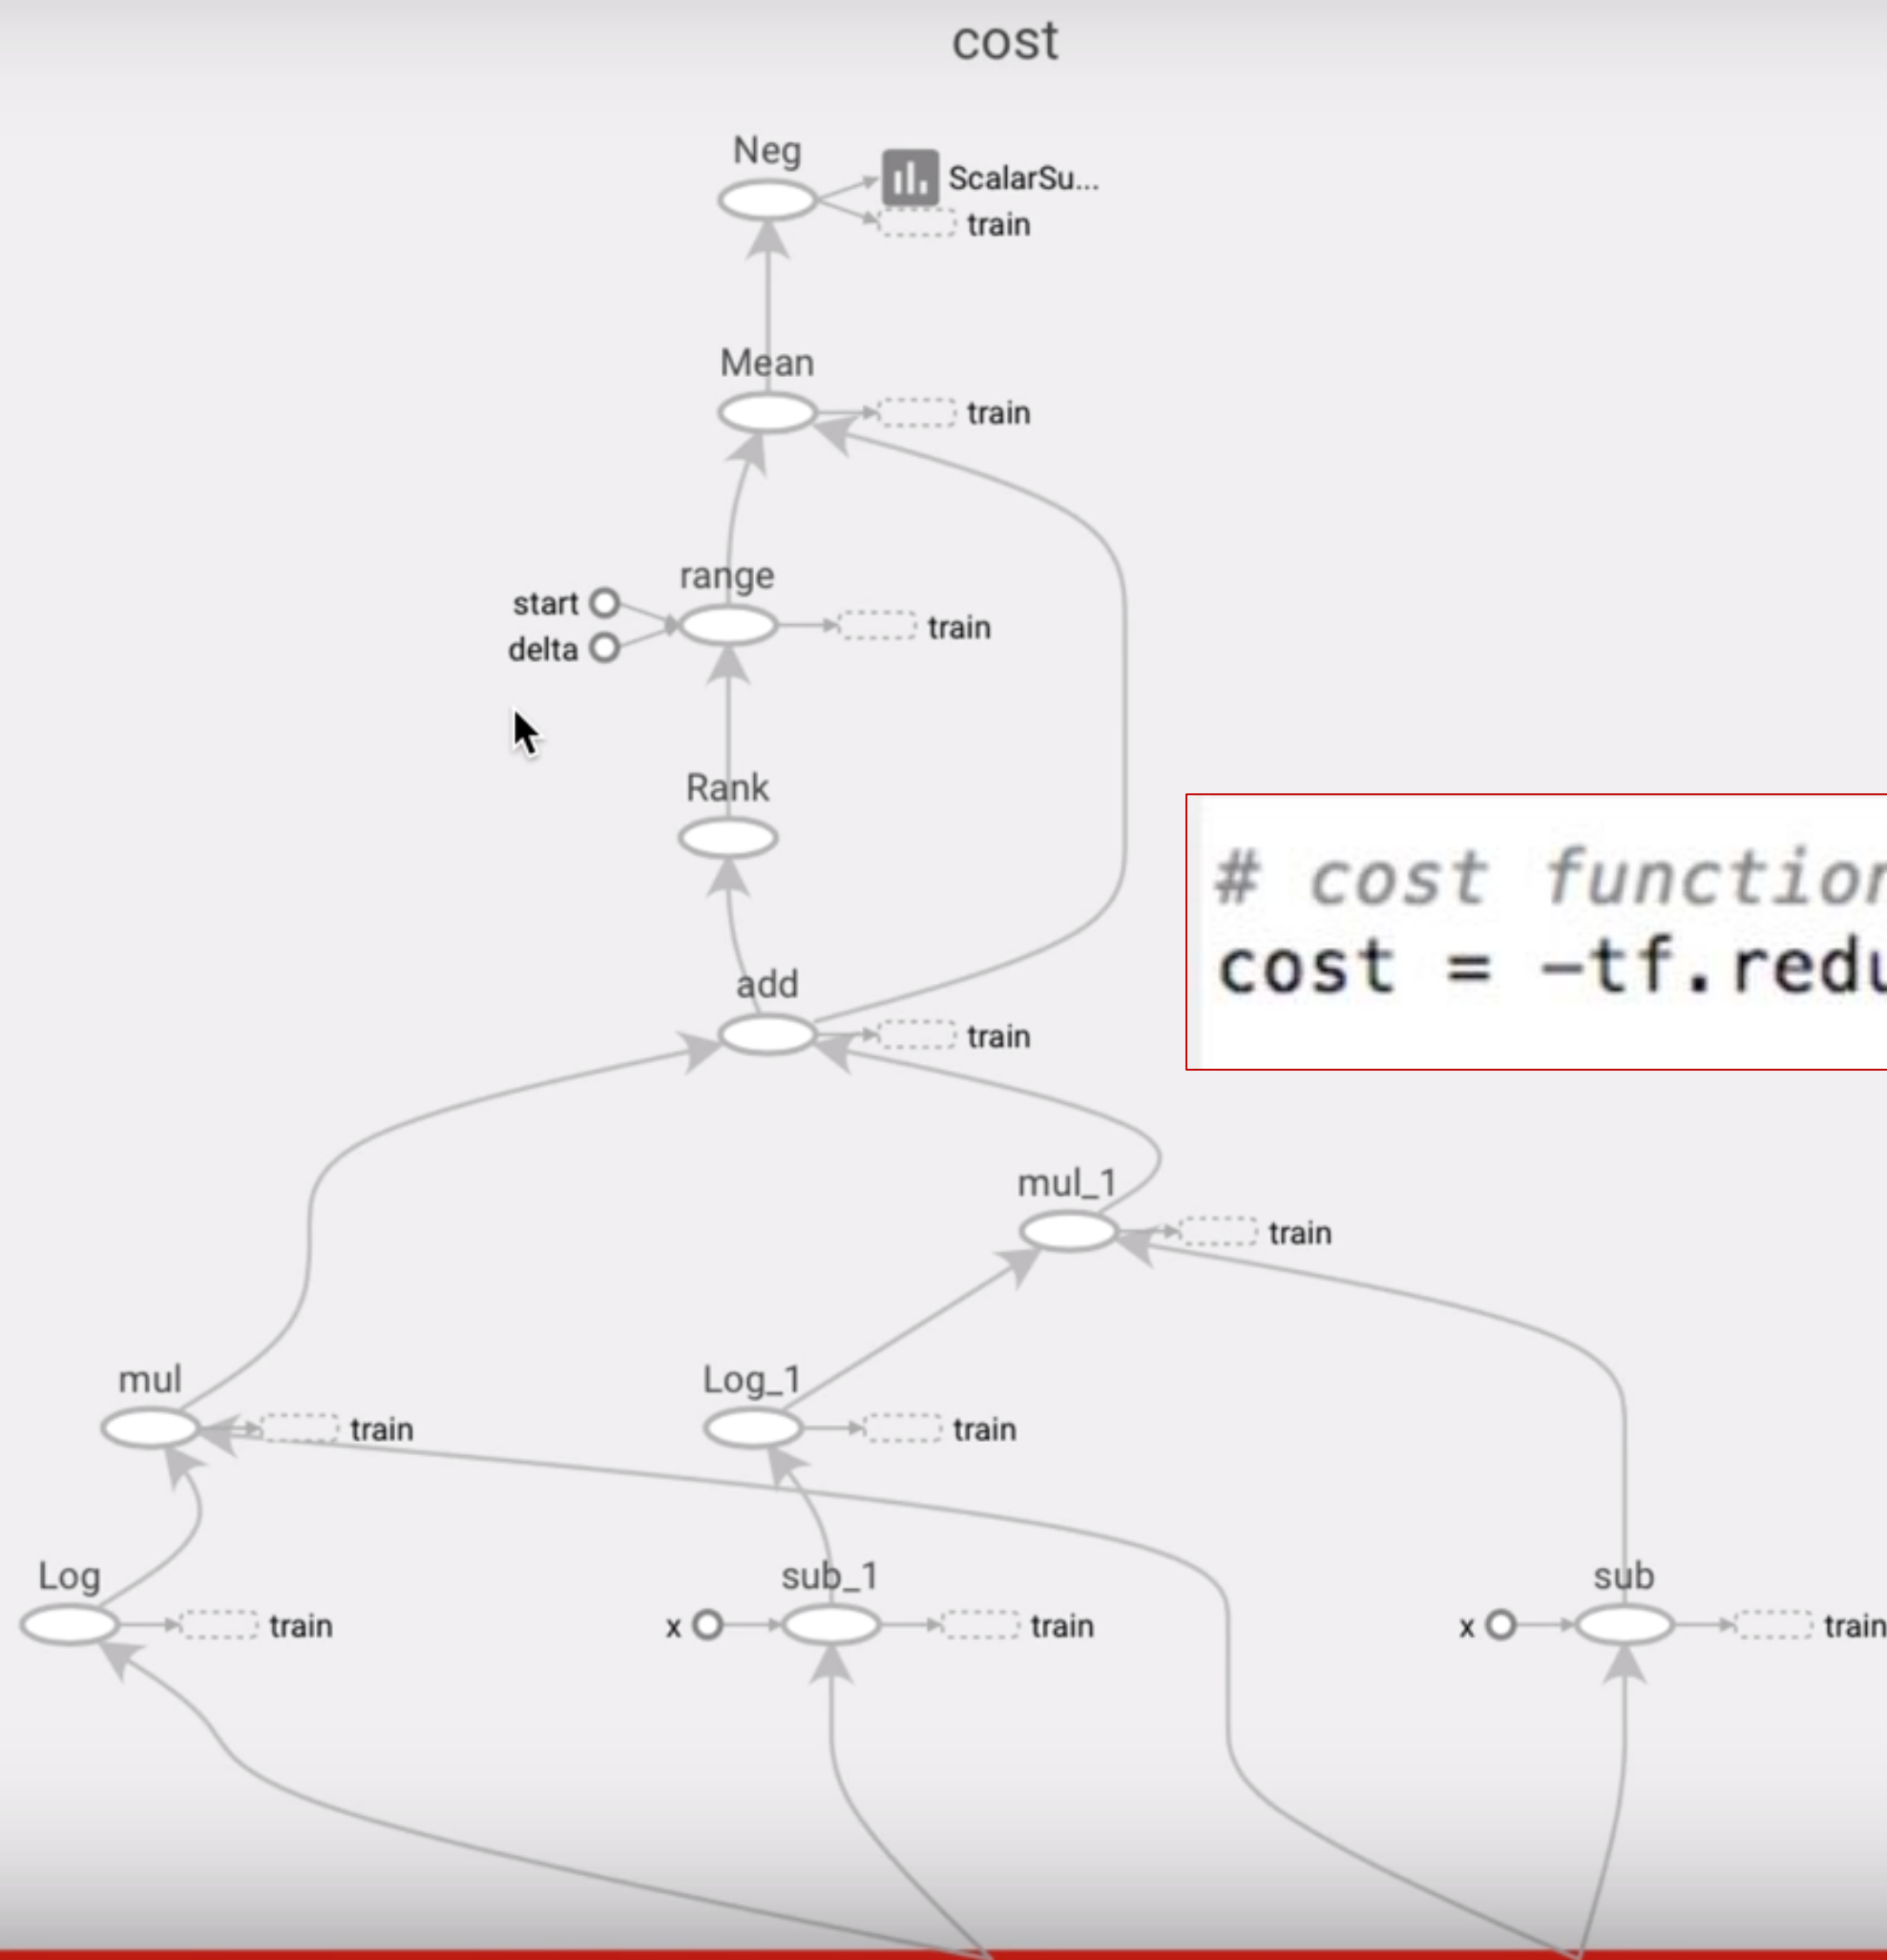 cost
Neg
ScalarSu...
train
Mean
train
range
start
delta
train
Rank
# cost function
cost = -tf.redu
add
train
mul_1
train
mul
train
Log_1
train
Log
train
sub_1
x
train
sub
x
train